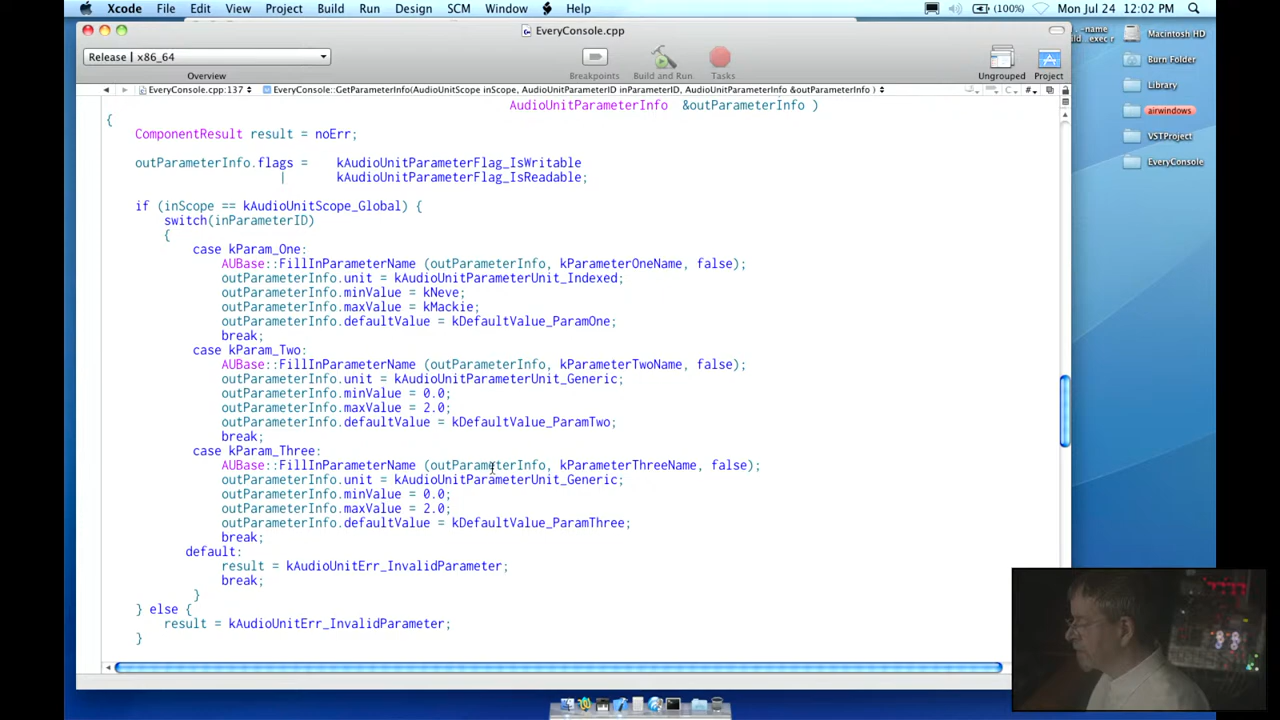 Xcode File Edit View Project Build Run Design SCM Window Help (100%) Mon Jul 24 12:02 PM
EveryConsole.cpp
Release | x86_64
Overview Breakpoints Build and Run Tasks Ungrouped Project
EveryConsole.cpp:137 EveryConsole::GetParameterInfo(AudioUnitScope inScope, AudioUnitParameterID inParameterID, AudioUnitParameterInfo &outParameterInfo )
AudioUnitParameterInfo &outParameterInfo )
{
ComponentResult result = noErr;
outParameterInfo.flags = kAudioUnitParameterFlag_IsWritable
| kAudioUnitParameterFlag_IsReadable;
if (inScope == kAudioUnitScope_Global) {
switch(inParameterID)
{
case kParam_One:
AUBase::FillInParameterName (outParameterInfo, kParameterOneName, false);
outParameterInfo.unit = kAudioUnitParameterUnit_Indexed;
outParameterInfo.minValue = kNeve;
outParameterInfo.maxValue = kMackie;
outParameterInfo.defaultValue = kDefaultValue_ParamOne;
break;
case kParam_Two:
AUBase::FillInParameterName (outParameterInfo, kParameterTwoName, false);
outParameterInfo.unit = kAudioUnitParameterUnit_Generic;
outParameterInfo.minValue = 0.0;
outParameterInfo.maxValue = 2.0;
outParameterInfo.defaultValue = kDefaultValue_ParamTwo;
break;
case kParam_Three:
AUBase::FillInParameterName (outParameterInfo, kParameterThreeName, false);
outParameterInfo.unit = kAudioUnitParameterUnit_Generic;
outParameterInfo.minValue = 0.0;
outParameterInfo.maxValue = 2.0;
outParameterInfo.defaultValue = kDefaultValue_ParamThree;
break;
default:
result = kAudioUnitErr_InvalidParameter;
break;
}
} else {
result = kAudioUnitErr_InvalidParameter;
}
-name
exec r
Macintosh HD
Burn Folder
Library
airwindows
VSTProject
EveryConsole